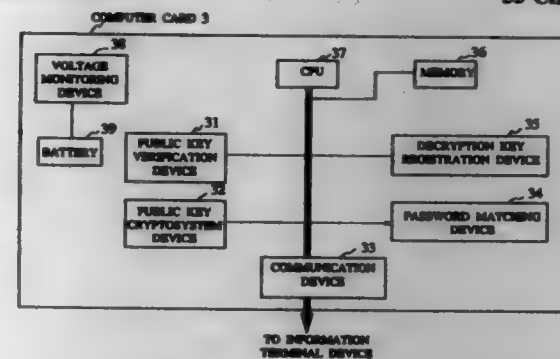 COMPUTER CARD 3
38
VOLTAGE
MONITORING
DEVICE
37
CPU
36
MEMORY
39
BATTERY
31
PUBLIC KEY
VERIFICATION
DEVICE
35
DECRYPTION KEY
REGISTRATION DEVICE
32
PUBLIC KEY
CRYPTOSYSTEM
DEVICE
34
PASSWORD MATCHING
DEVICE
33
COMMUNICATION
DEVICE
TO INFORMATION
TERMINAL DEVICE